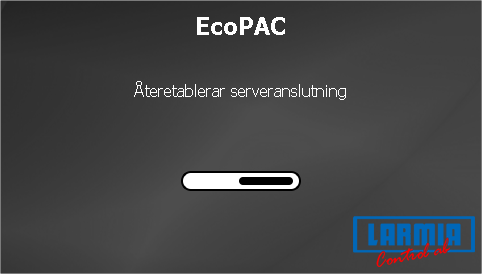 EcoPAC
Återetablerar serveranslutning
LARMIA
Control ab